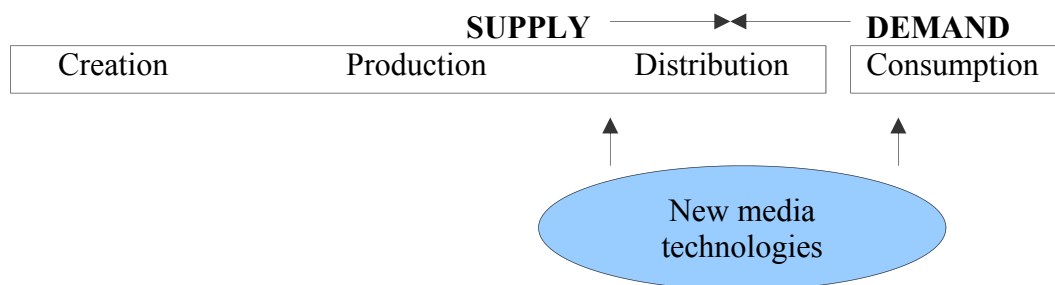 SUPPLY DEMAND
Creation Production Distribution Consumption
New media
technologies